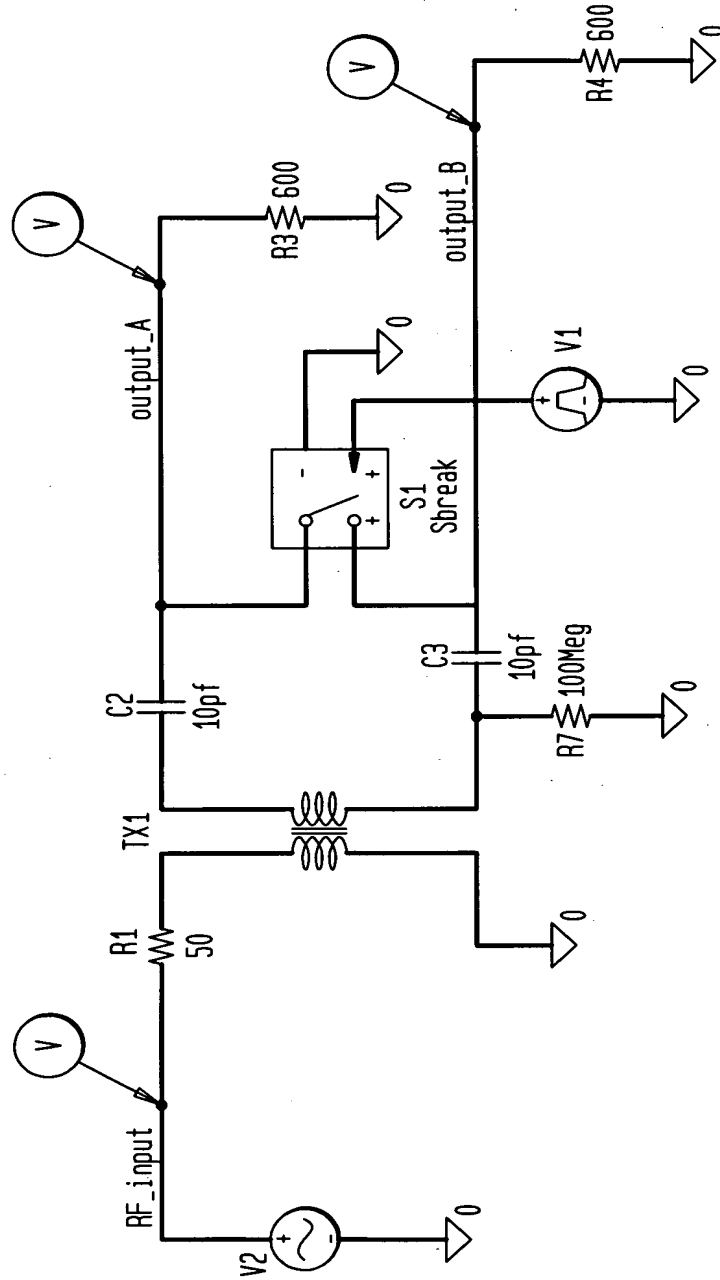 V
RF_input
V2
+
-
0
R1
50
0
TX1
C2
10pf
C3
10pf
R7
100Meg
0
S1
Sbreak
-
+
+
0
V1
+
-
0
output_A
V
R3
600
0
output_B
V
R4
600
0